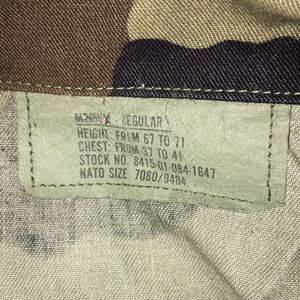 MEDIUM - REGULAR
HEIGHT: FROM 67 TO 71
CHEST: FROM 37 TO 41
STOCK NO. 8415-01-084-1647
NATO SIZE 7080/9404